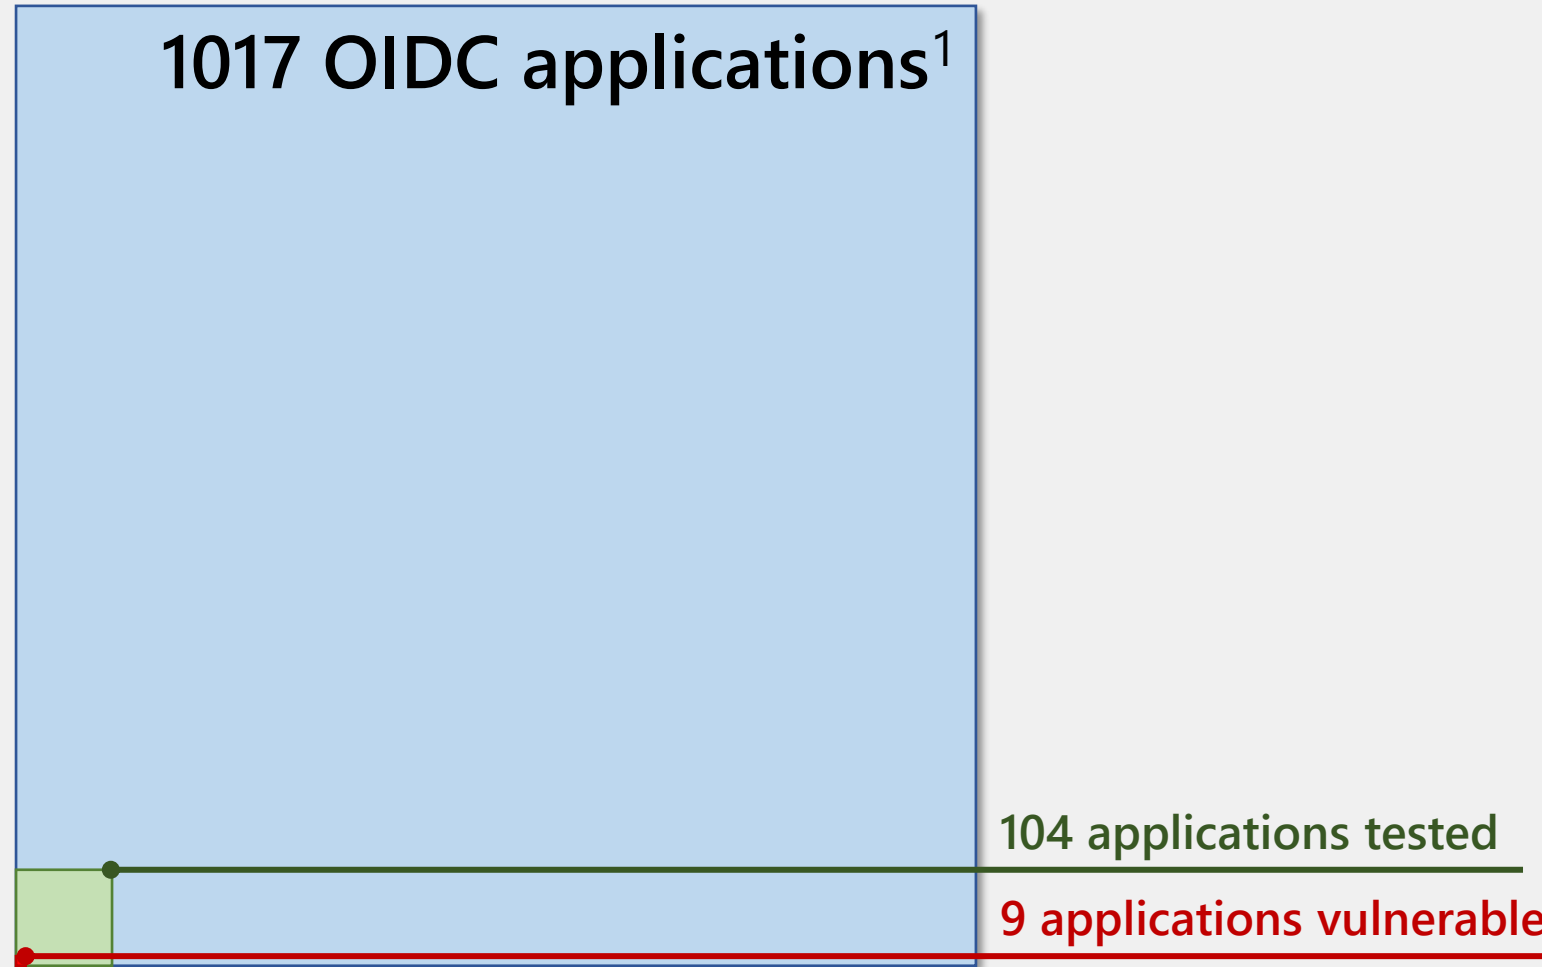 1017 OIDC applications¹
104 applications tested
9 applications vulnerable